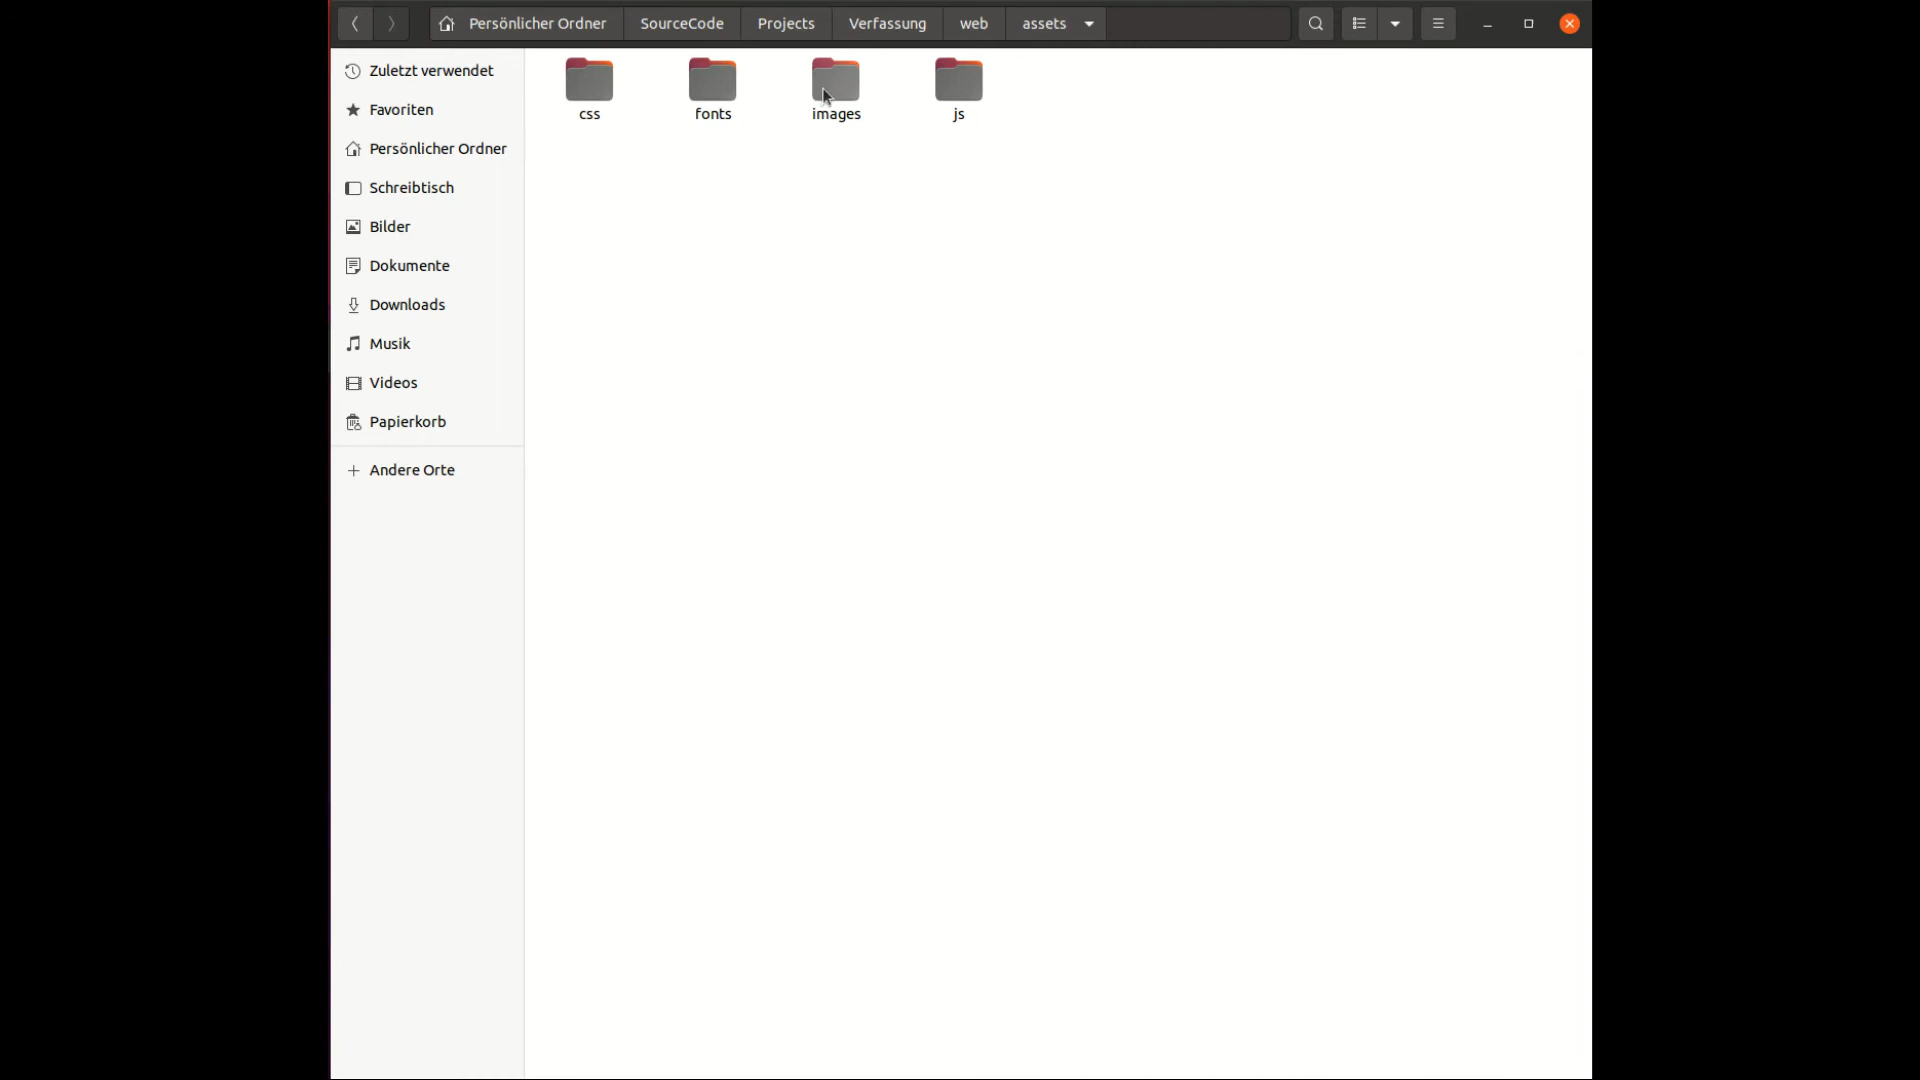 Persönlicher Ordner SourceCode Projects Verfassung web assets
Zuletzt verwendet
Favoriten
Persönlicher Ordner
Schreibtisch
Bilder
Dokumente
Downloads
Musik
Videos
Papierkorb
Andere Orte
css fonts images js